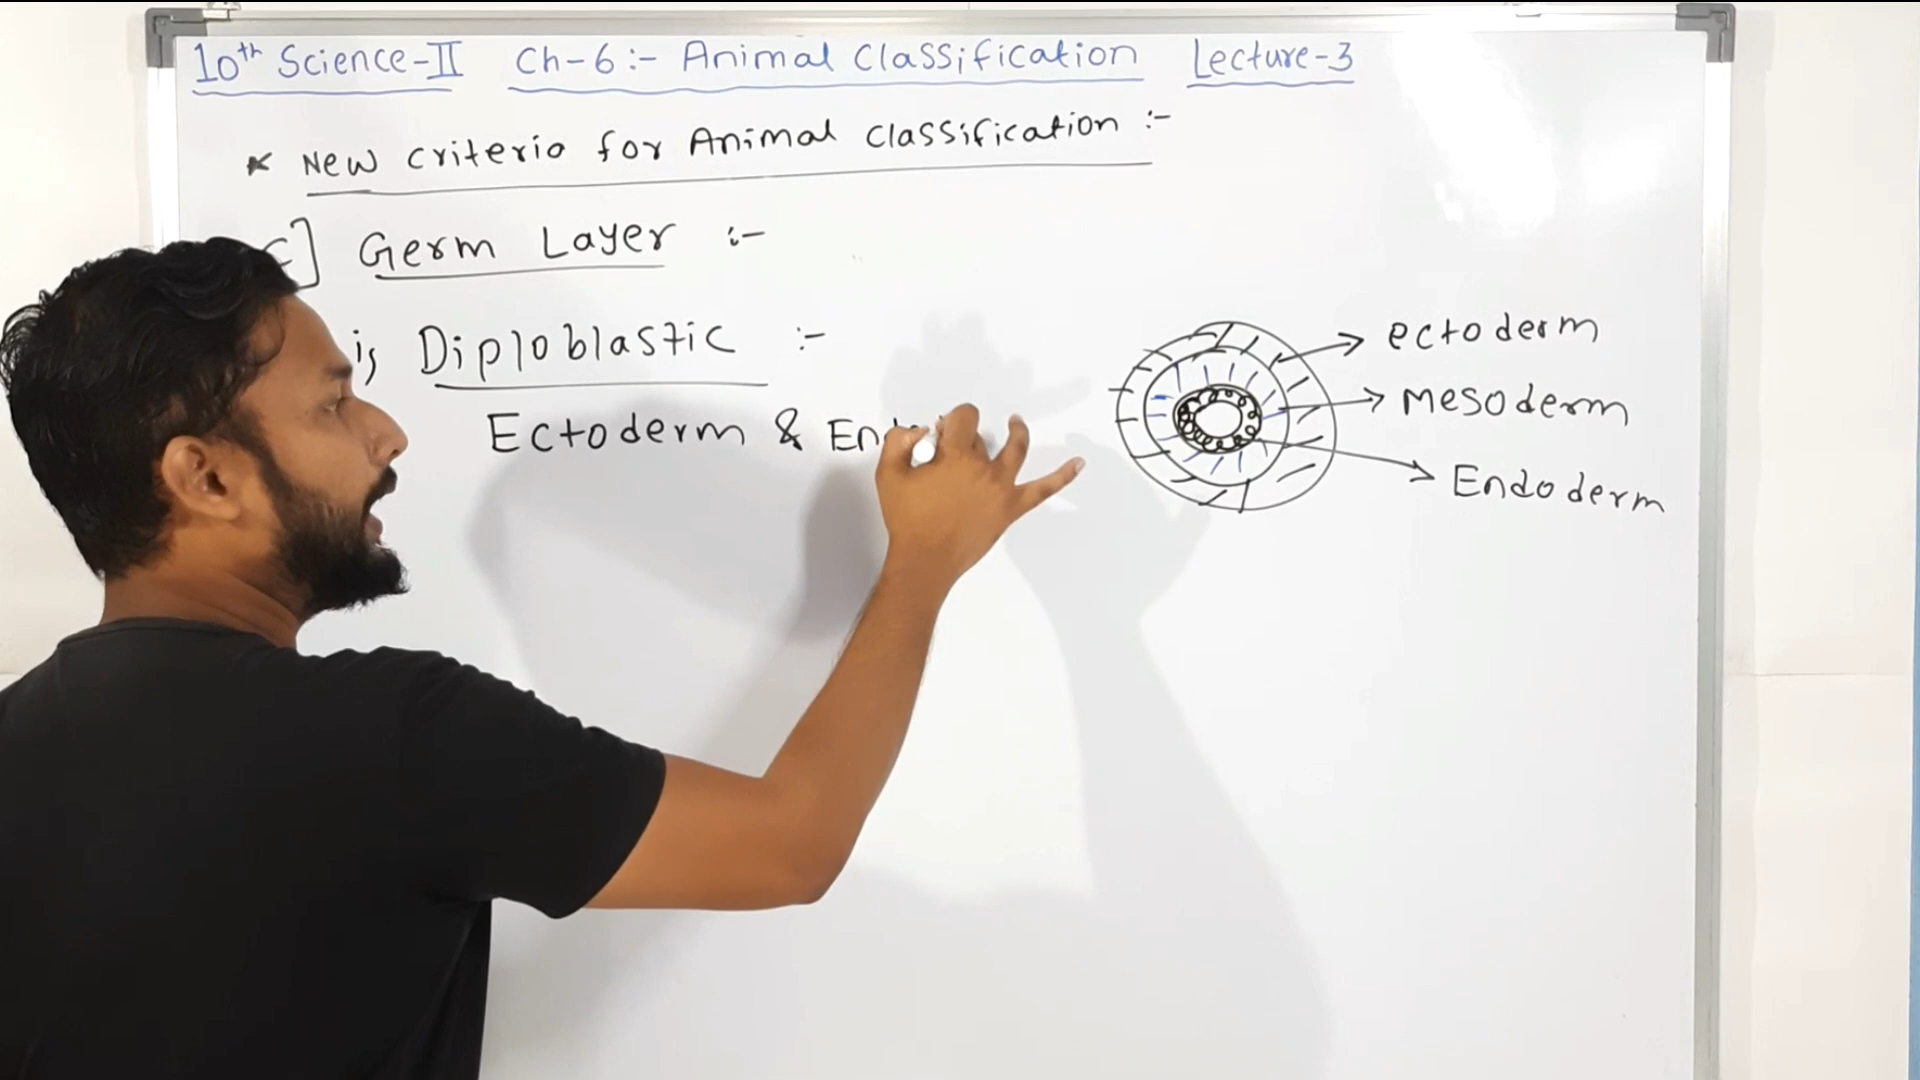 10th Science-II Ch-6:- Animal Classification Lecture-3
* New criteria for Animal classification :-
c] Germ Layer :-
i, Diploblastic :-
Ectoderm &
ectoderm
Mesoderm
Endoderm